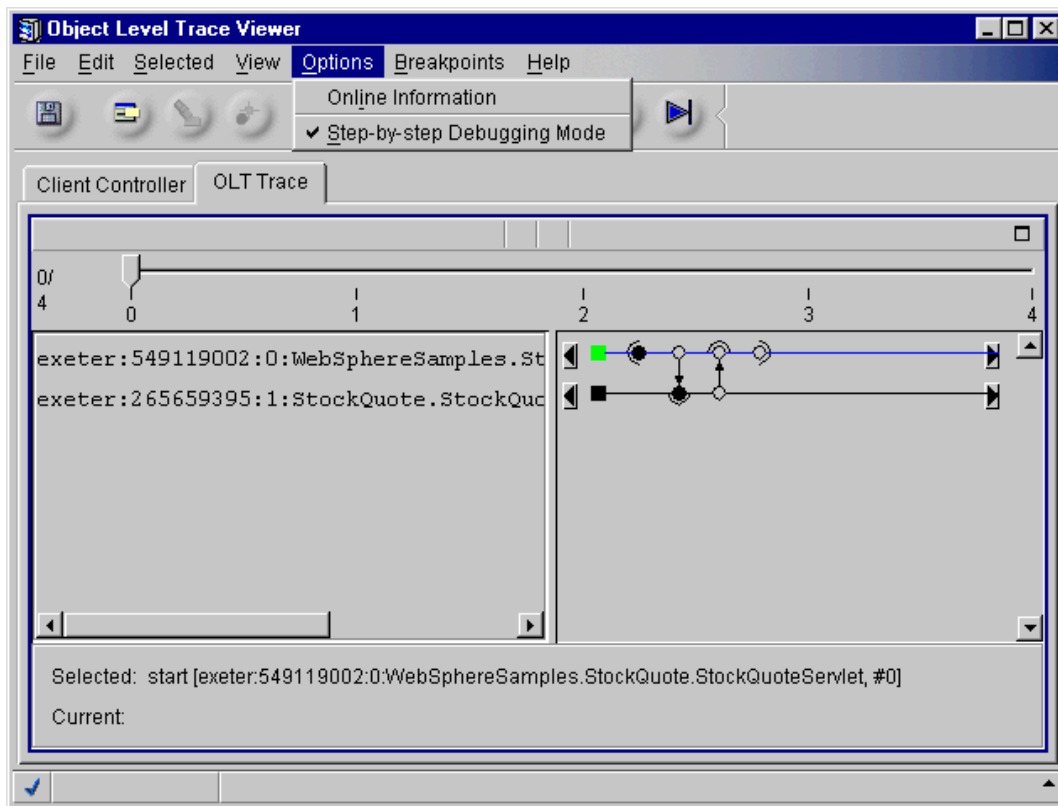 Object Level Trace Viewer
File Edit Selected View Options Breakpoints Help
Online Information
✔ Step-by-step Debugging Mode
Client Controller OLT Trace
0/
4
0 1 2 3 4
exeter:549119002:0:WebSphereSamples.St
exeter:265659395:1:StockQuote.StockQuo
Selected: start [exeter:549119002:0:WebSphereSamples.StockQuote.StockQuoteServlet, #0]
Current: